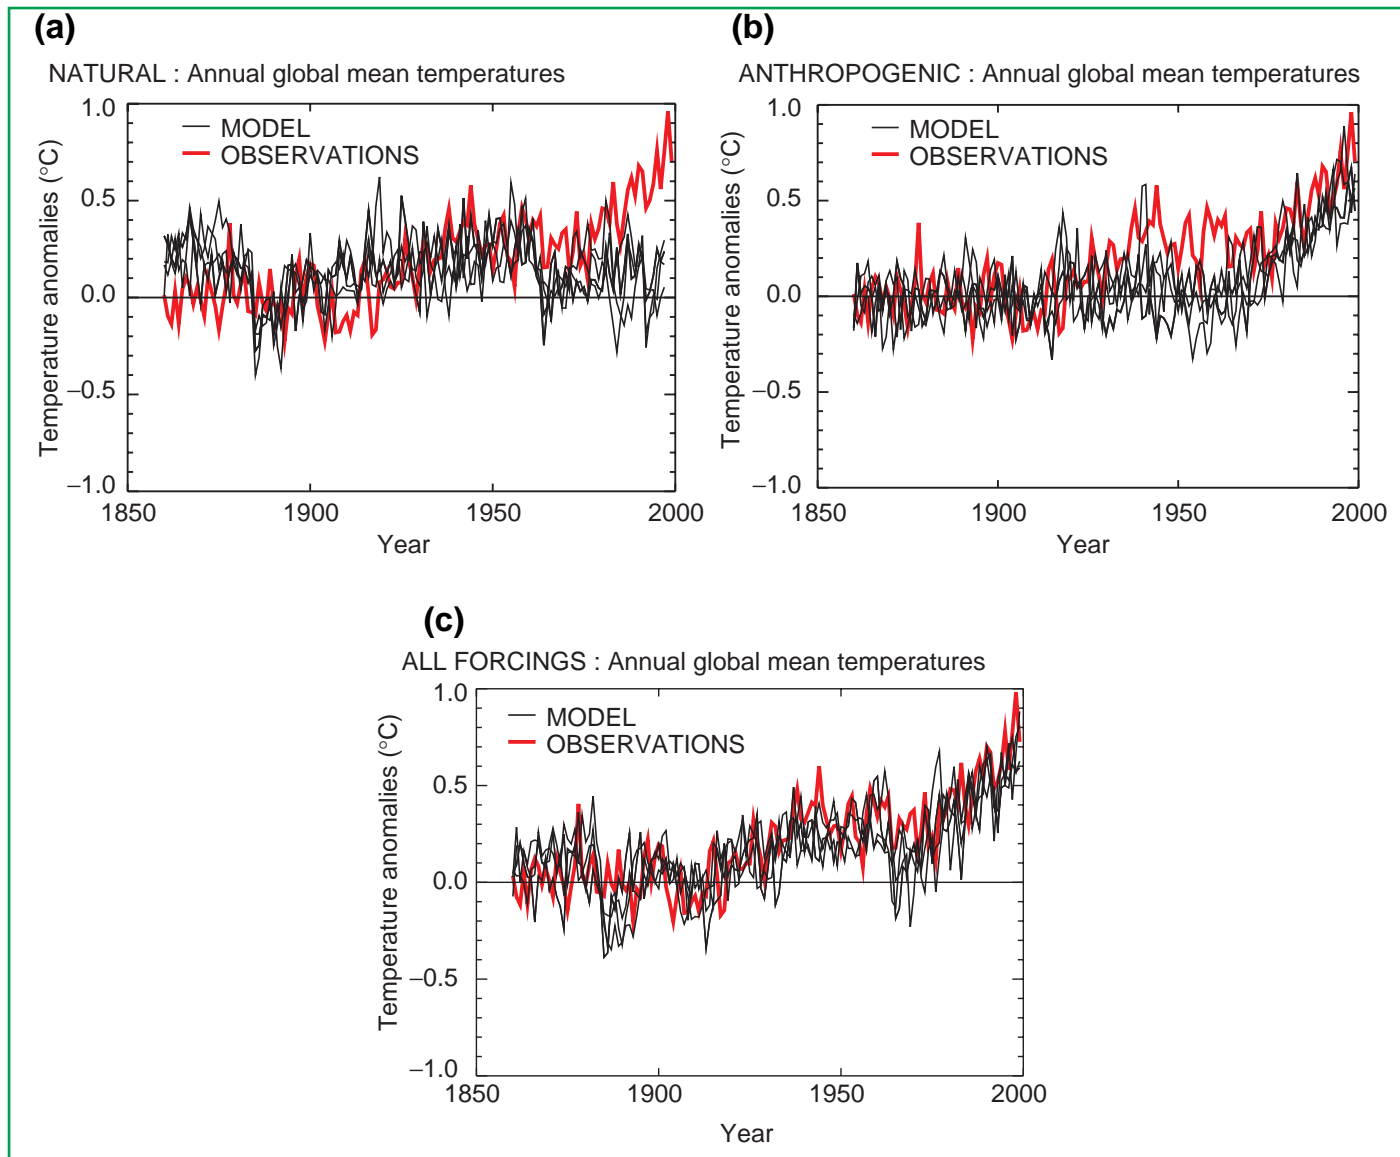 (a)
NATURAL : Annual global mean temperatures
1.0
0.5
0.0
−0.5
−1.0
Temperature anomalies (°C)
MODEL
OBSERVATIONS
1850 1900 1950 2000
Year
(b)
ANTHROPOGENIC : Annual global mean temperatures
1.0
0.5
0.0
−0.5
−1.0
Temperature anomalies (°C)
MODEL
OBSERVATIONS
1850 1900 1950 2000
Year
(c)
ALL FORCINGS : Annual global mean temperatures
1.0
0.5
0.0
−0.5
−1.0
Temperature anomalies (°C)
MODEL
OBSERVATIONS
1850 1900 1950 2000
Year